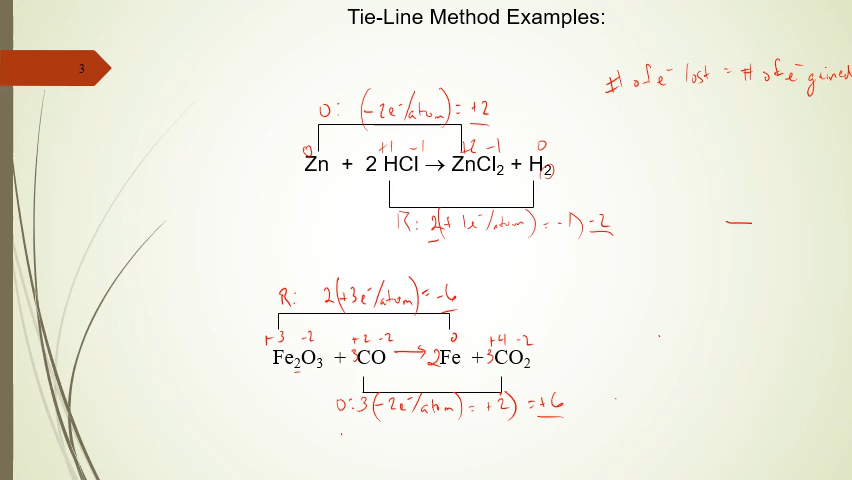 Tie-Line Method Examples:
3
# of e⁻ lost = # of e⁻ gained
O: (-2e⁻/atom) = +2
0 +1 -1 +2 -1 0
Zn + 2 HCl → ZnCl₂ + H₂
R: 2(+1e⁻/atom) = -1) -2
R: 2(+3e⁻/atom) = -6
+3 -2 +2 -2 0 +4 -2
Fe₂O₃ + 3CO → 2Fe + 3CO₂
O: 3(-2e⁻/atom) = +2) = +6